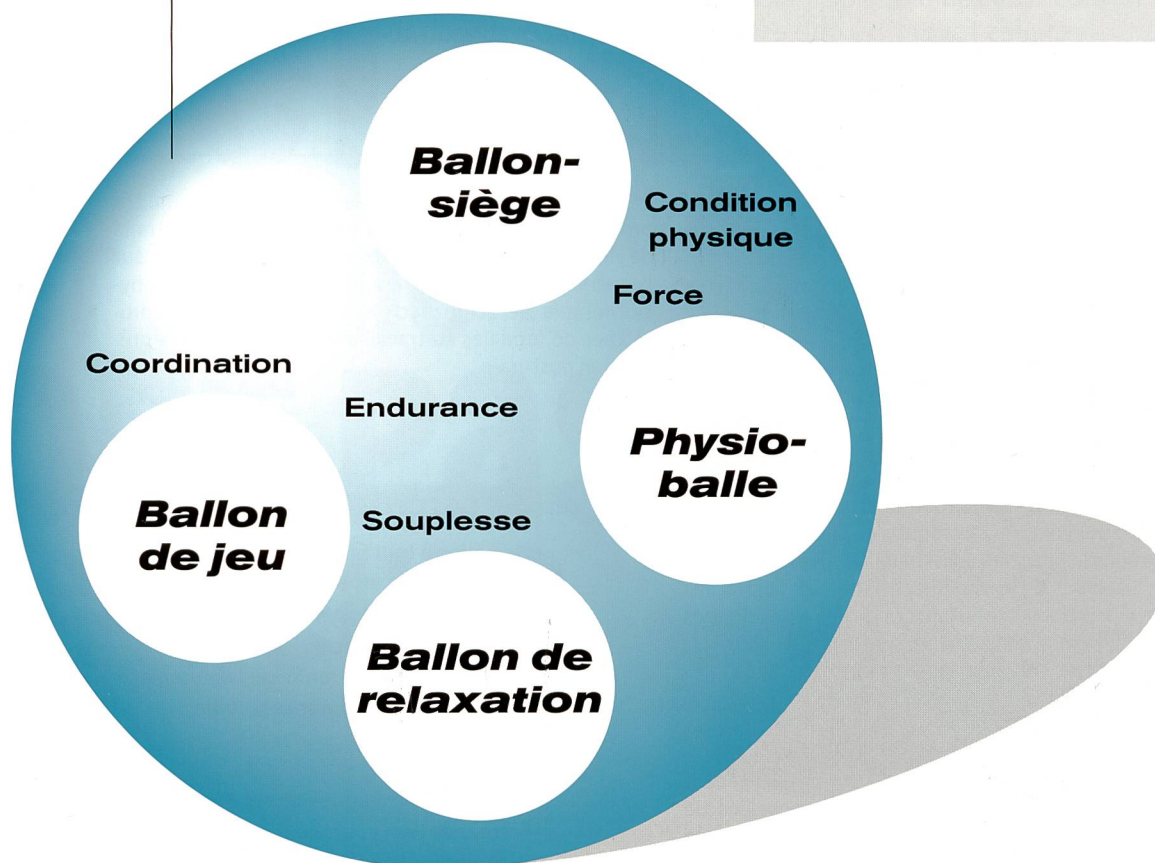 Ballon-
siège
Condition
physique
Force
Coordination
Endurance
Physio-
balle
Ballon
de jeu
Souplesse
Ballon de
relaxation